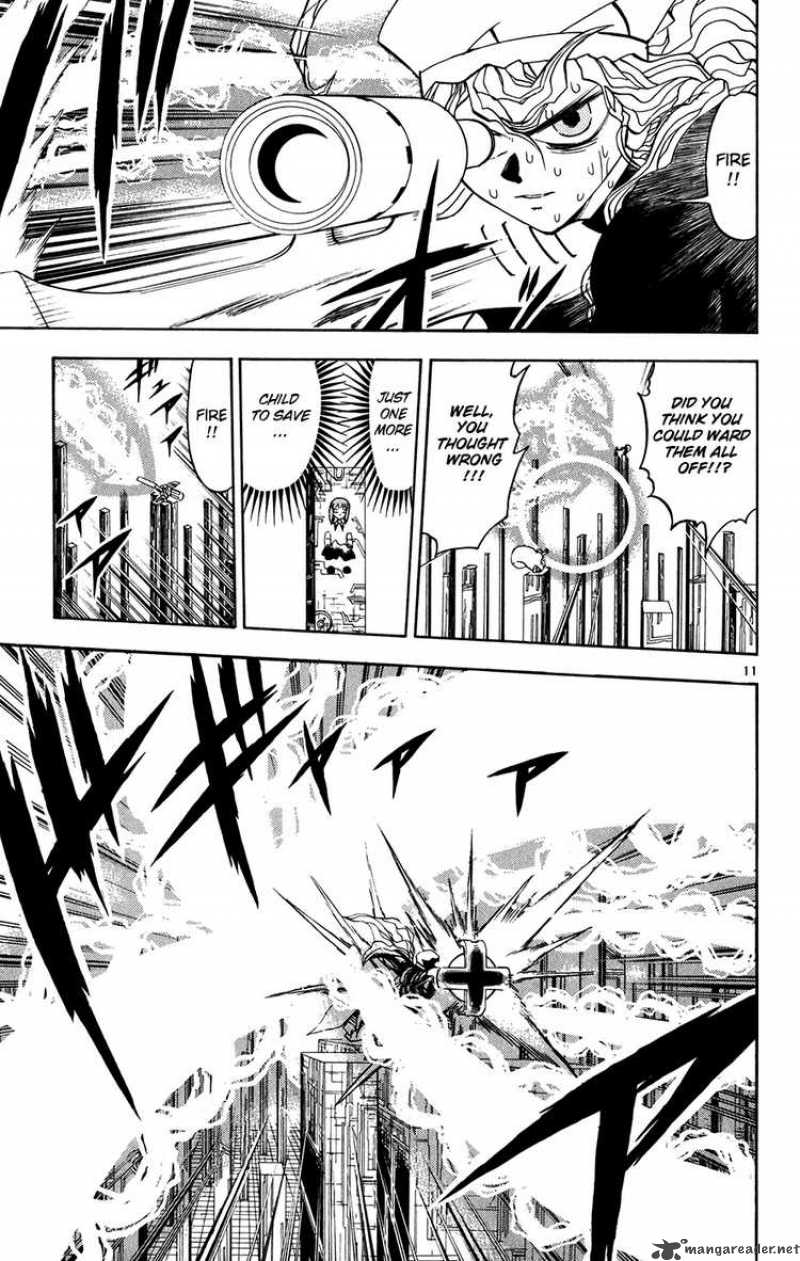 FIRE
!!
DID YOU
THINK YOU
COULD WARD
THEM ALL
OFF!!?
WELL,
YOU
THOUGHT
WRONG
!!!
JUST
ONE
MORE
...
CHILD
TO SAVE
...
FIRE
!!
11
mangareader.net